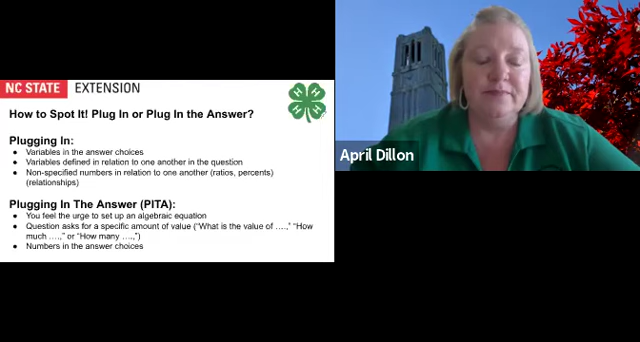 NC STATE EXTENSION
How to Spot It! Plug In or Plug In the Answer?
Plugging In:
• Variables in the answer choices
• Variables defined in relation to one another in the question
• Non-specified numbers in relation to one another (ratios, percents)
(relationships)
Plugging In The Answer (PITA):
• You feel the urge to set up an algebraic equation
• Question asks for a specific amount of value ("What is the value of ….," "How
much ….," or "How many ….,")
• Numbers in the answer choices
H H
H H
April Dillon